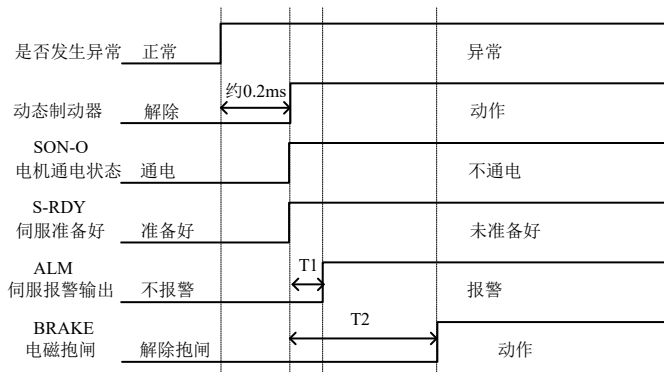 是否发生异常 正常 异常
约0.2ms
动态制动器 解除 动作
SON-O
电机通电状态 通电 不通电
S-RDY
伺服准备好 准备好 未准备好
ALM T1
伺服报警输出 不报警 报警
BRAKE T2
电磁抱闸 解除抱闸 动作